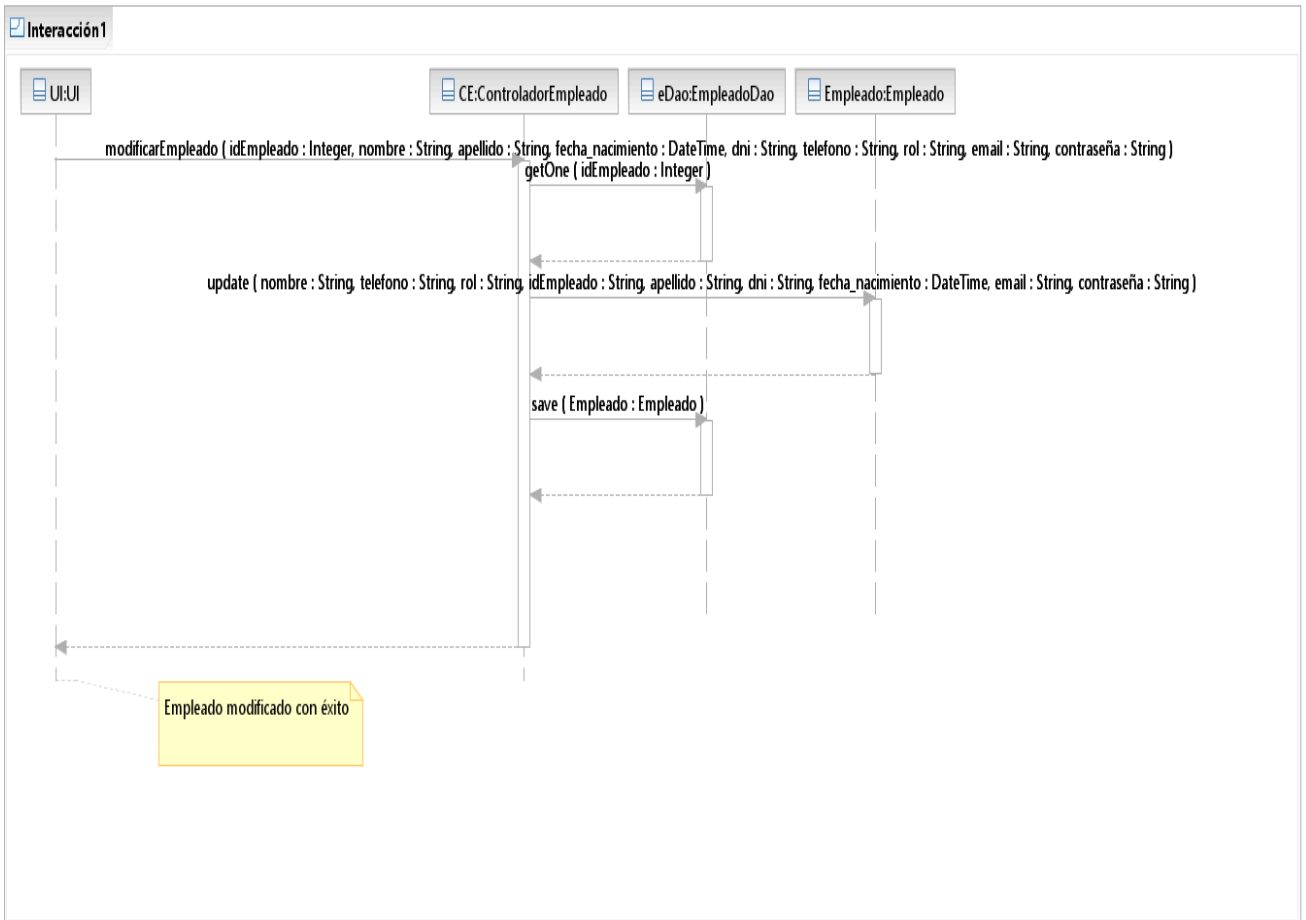 Interacción1
UI:UI
CE:ControladorEmpleado
eDao:EmpleadoDao
Empleado:Empleado
modificarEmpleado ( idEmpleado : Integer, nombre : String, apellido : String, fecha_nacimiento : DateTime, dni : String, telefono : String, rol : String, email : String, contraseña : String )
getOne ( idEmpleado : Integer )
update ( nombre : String, telefono : String, rol : String, idEmpleado : String, apellido : String, dni : String, fecha_nacimiento : DateTime, email : String, contraseña : String )
save ( Empleado : Empleado )
Empleado modificado con éxito